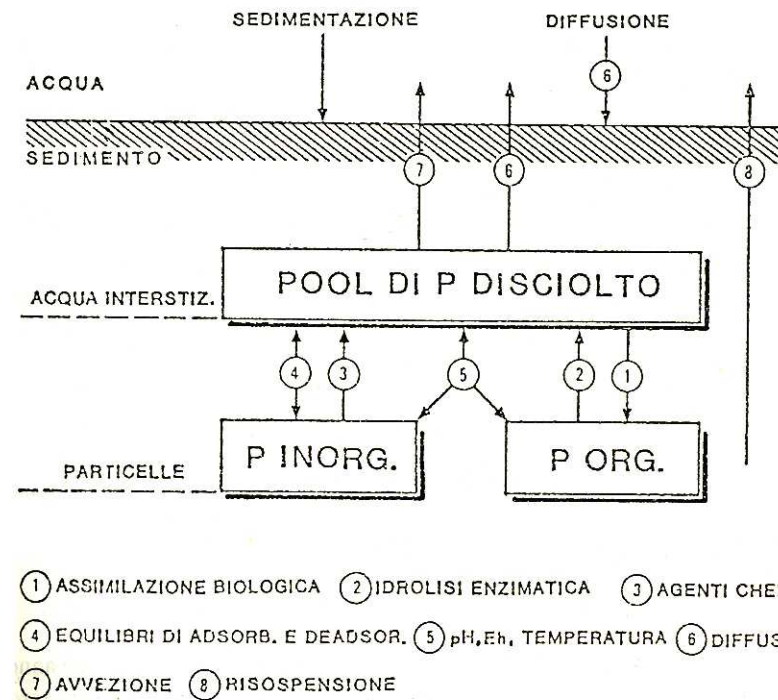 SEDIMENTAZIONE DIFFUSIONE
6
ACQUA
SEDIMENTO
7 6 8
POOL DI P DISCIOLTO
ACQUA INTERSTIZ.
4 3 5 2 1
P INORG. P ORG.
PARTICELLE
1 ASSIMILAZIONE BIOLOGICA 2 IDROLISI ENZIMATICA 3 AGENTI CHE
4 EQUILIBRI DI ADSORB. E DEADSOR. 5 pH, Eh, TEMPERATURA 6 DIFFUS
7 AVVEZIONE 8 RISOSPENSIONE